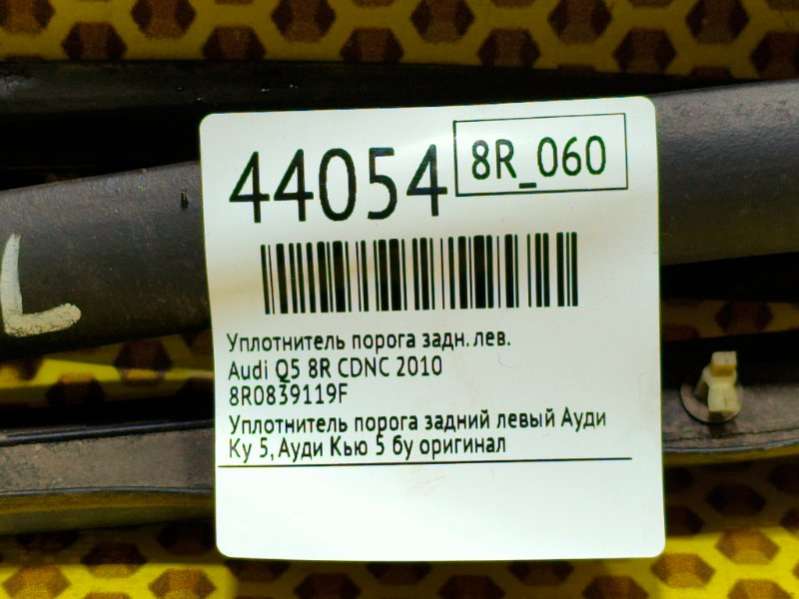 44054
8R_060
L
Уплотнитель порога задн. лев.
Audi Q5 8R CDNC 2010
8R0839119F
Уплотнитель порога задний левый Ауди
Ку 5, Ауди Кью 5 бу оригинал